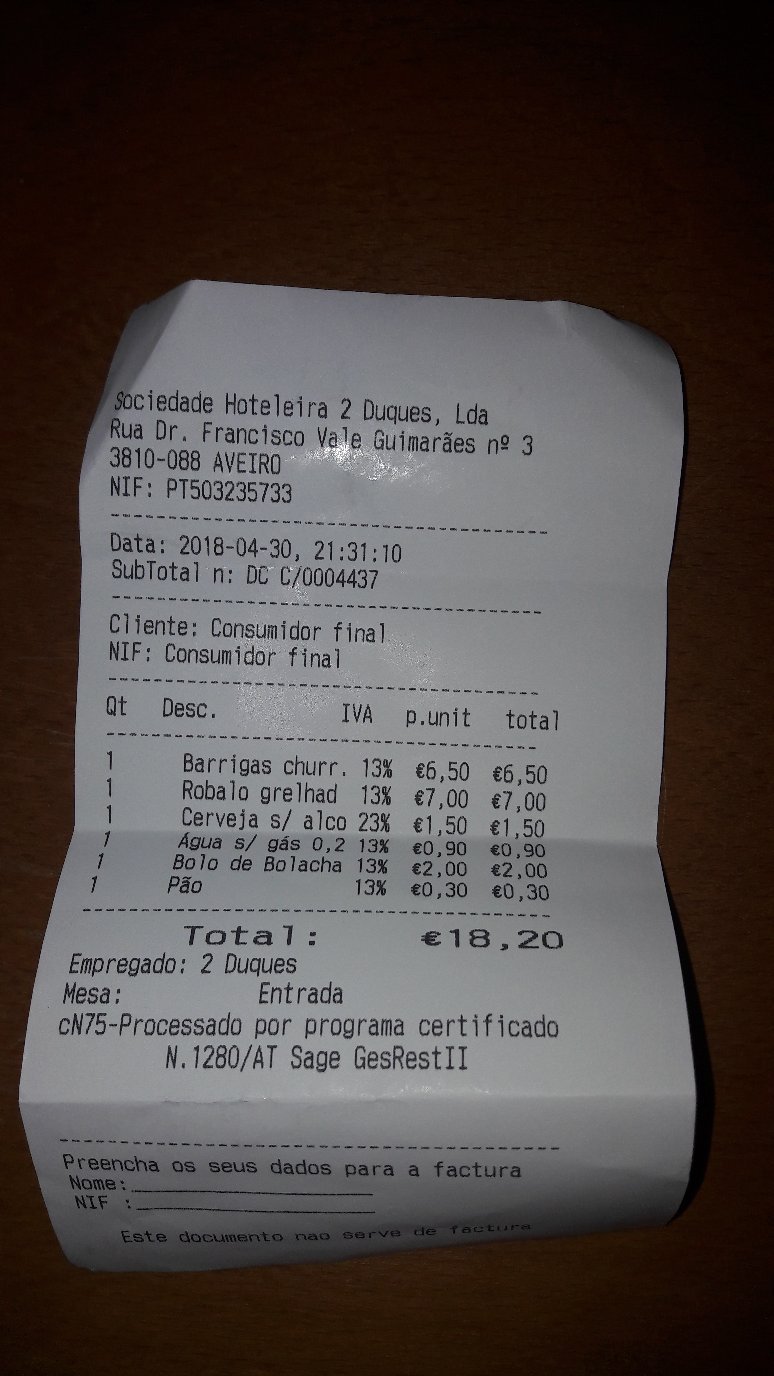 Sociedade Hoteleira 2 Duques, Lda
Rua Dr. Francisco Vale Guimarães nº 3
3810-088 AVEIRO
NIF: PT503235733
Data: 2018-04-30, 21:31:10
SubTotal n: DC C/0004437
Cliente: Consumidor final
NIF: Consumidor final
Qt Desc. IVA p.unit total
1 Barrigas churr. 13% €6,50 €6,50
1 Robalo grelhad 13% €7,00 €7,00
1 Cerveja s/ alco 23% €1,50 €1,50
1 Água s/ gás 0,2 13% €0,90 €0,90
1 Bolo de Bolacha 13% €2,00 €2,00
1 Pão 13% €0,30 €0,30
Total: €18,20
Empregado: 2 Duques
Mesa: Entrada
cN75-Processado por programa certificado
N.1280/AT Sage GesRestII
Preencha os seus dados para a factura
Nome:
NIF :
Este documento nao serve de factura